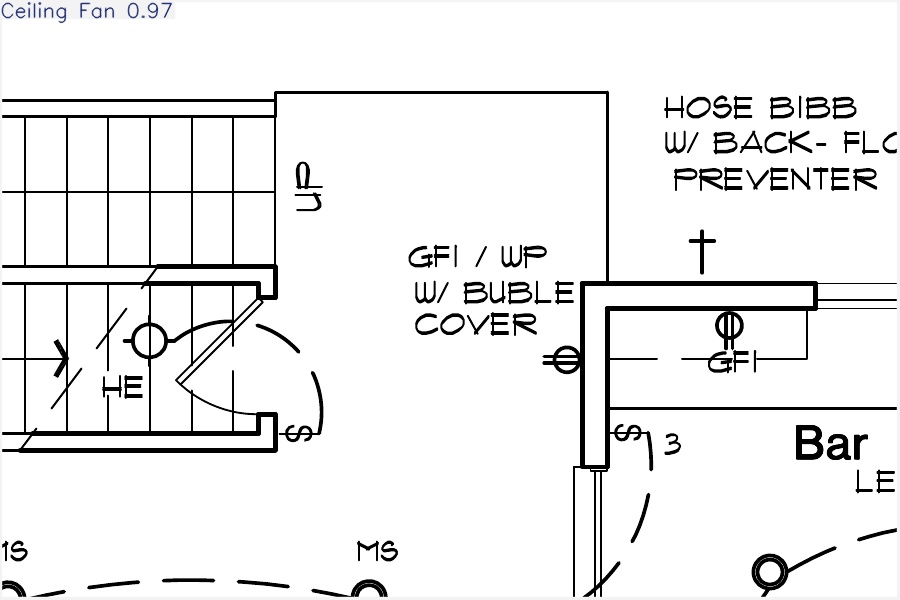 Ceiling Fan 0.97
HOSE BIBB
W/ BACK- FLO
PREVENTER
UP
GFI / WP
W/ BUBLE
COVER
GFI
HE
S
S 3
Bar
LE
MS
MS